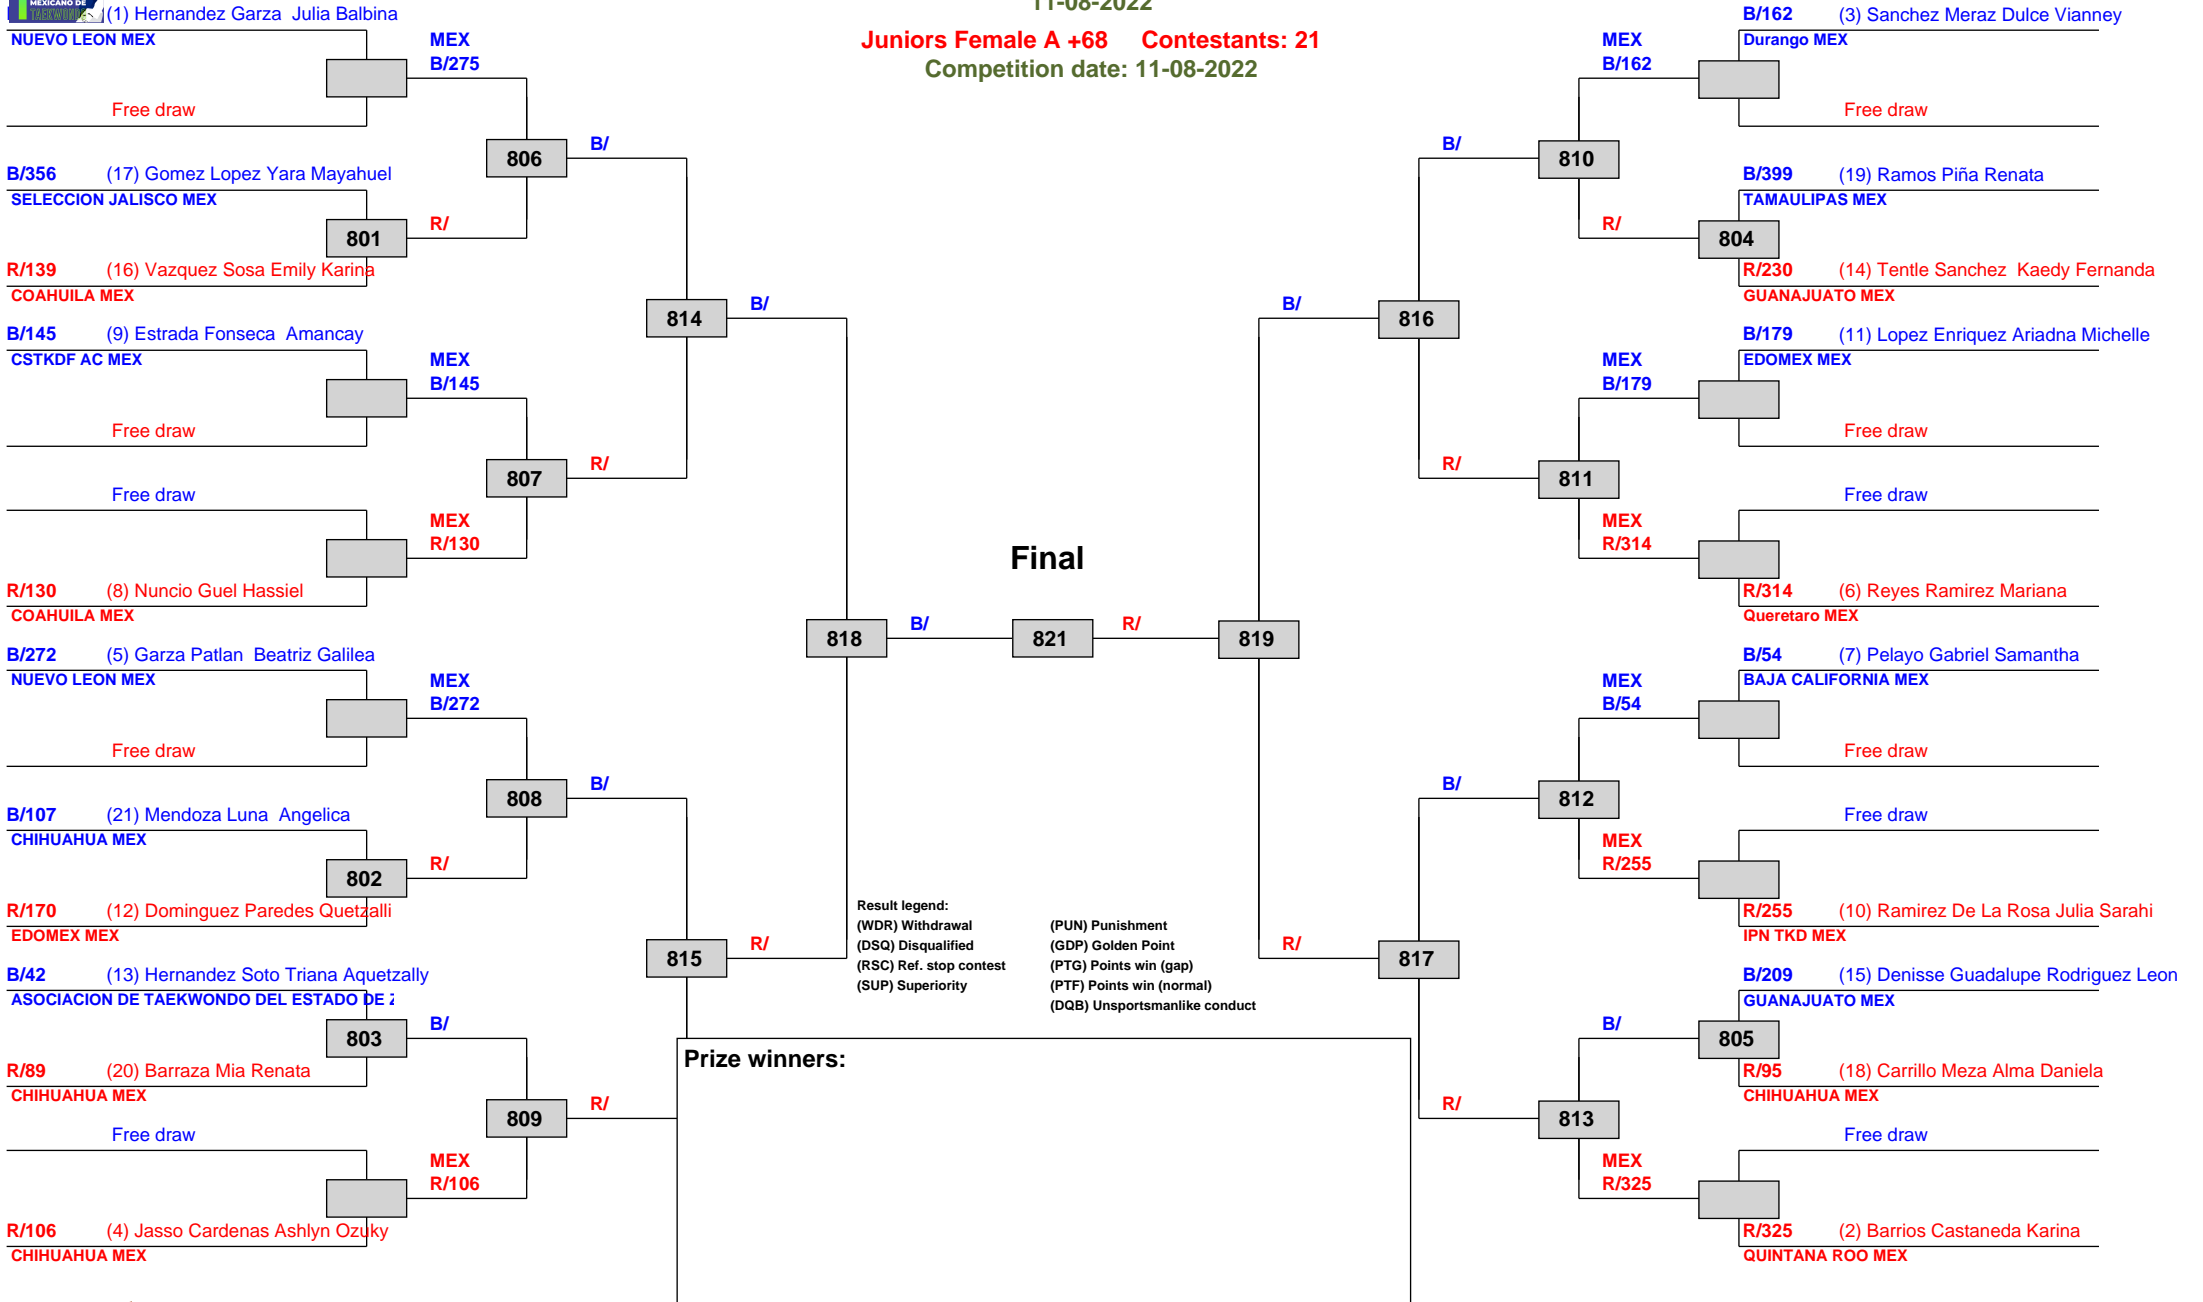 MEXICANO DE
TAEKWONDO
11-08-2022
Juniors Female A +68 Contestants: 21
Competition date: 11-08-2022
(1) Hernandez Garza Julia Balbina
NUEVO LEON MEX
MEX
B/275
Free draw
806
B/
B/356 (17) Gomez Lopez Yara Mayahuel
SELECCION JALISCO MEX
801
R/
R/139 (16) Vazquez Sosa Emily Karina
COAHUILA MEX
814
B/
B/145 (9) Estrada Fonseca Amancay
CSTKDF AC MEX
MEX
B/145
Free draw
807
R/
Free draw
MEX
R/130
R/130 (8) Nuncio Guel Hassiel
COAHUILA MEX
818
B/
B/272 (5) Garza Patlan Beatriz Galilea
NUEVO LEON MEX
MEX
B/272
Free draw
808
B/
B/107 (21) Mendoza Luna Angelica
CHIHUAHUA MEX
802
R/
R/170 (12) Dominguez Paredes Quetzalli
EDOMEX MEX
815
R/
B/42 (13) Hernandez Soto Triana Aquetzally
ASOCIACION DE TAEKWONDO DEL ESTADO DE
803
B/
R/89 (20) Barraza Mia Renata
CHIHUAHUA MEX
809
R/
Free draw
MEX
R/106
R/106 (4) Jasso Cardenas Ashlyn Ozuky
CHIHUAHUA MEX
Final
821
R/
Result legend:
(WDR) Withdrawal (PUN) Punishment
(DSQ) Disqualified (GDP) Golden Point
(RSC) Ref. stop contest (PTG) Points win (gap)
(SUP) Superiority (PTF) Points win (normal)
(DQB) Unsportsmanlike conduct
Prize winners:
B/162 (3) Sanchez Meraz Dulce Vianney
Durango MEX
MEX
B/162
Free draw
B/
810
B/399 (19) Ramos Piña Renata
TAMAULIPAS MEX
R/
804
R/230 (14) Tentle Sanchez Kaedy Fernanda
GUANAJUATO MEX
B/
816
B/179 (11) Lopez Enriquez Ariadna Michelle
EDOMEX MEX
MEX
B/179
Free draw
R/
811
Free draw
MEX
R/314
R/314 (6) Reyes Ramirez Mariana
Queretaro MEX
819
B/54 (7) Pelayo Gabriel Samantha
BAJA CALIFORNIA MEX
MEX
B/54
Free draw
B/
812
Free draw
MEX
R/255
R/255 (10) Ramirez De La Rosa Julia Sarahi
IPN TKD MEX
R/
817
B/209 (15) Denisse Guadalupe Rodriguez Leon
GUANAJUATO MEX
B/
805
R/95 (18) Carrillo Meza Alma Daniela
CHIHUAHUA MEX
R/
813
Free draw
MEX
R/325
R/325 (2) Barrios Castaneda Karina
QUINTANA ROO MEX